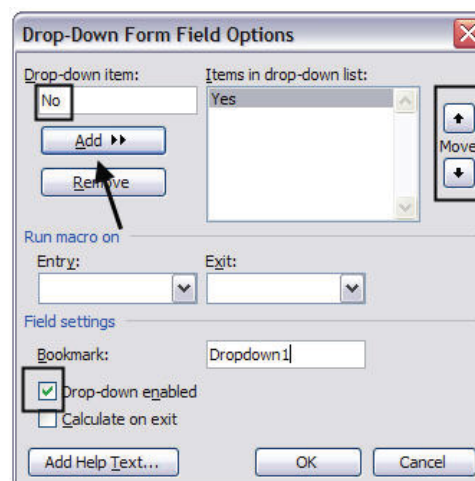 Drop-Down Form Field Options
Drop-down item:
Items in drop-down list:
No
Yes
Add
Move
Remove
Run macro on
Entry:
Exit:
Field settings
Bookmark:
Dropdown1
Drop-down enabled
Calculate on exit
Add Help Text...
OK
Cancel